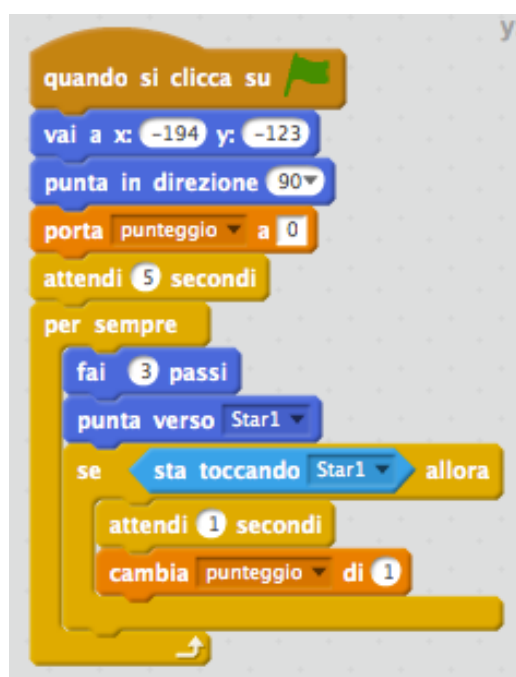 y
quando si clicca su
vai a x: -194 y: -123
punta in direzione 90
porta punteggio a 0
attendi 5 secondi
per sempre
fai 3 passi
punta verso Star1
se sta toccando Star1 allora
attendi 1 secondi
cambia punteggio di 1